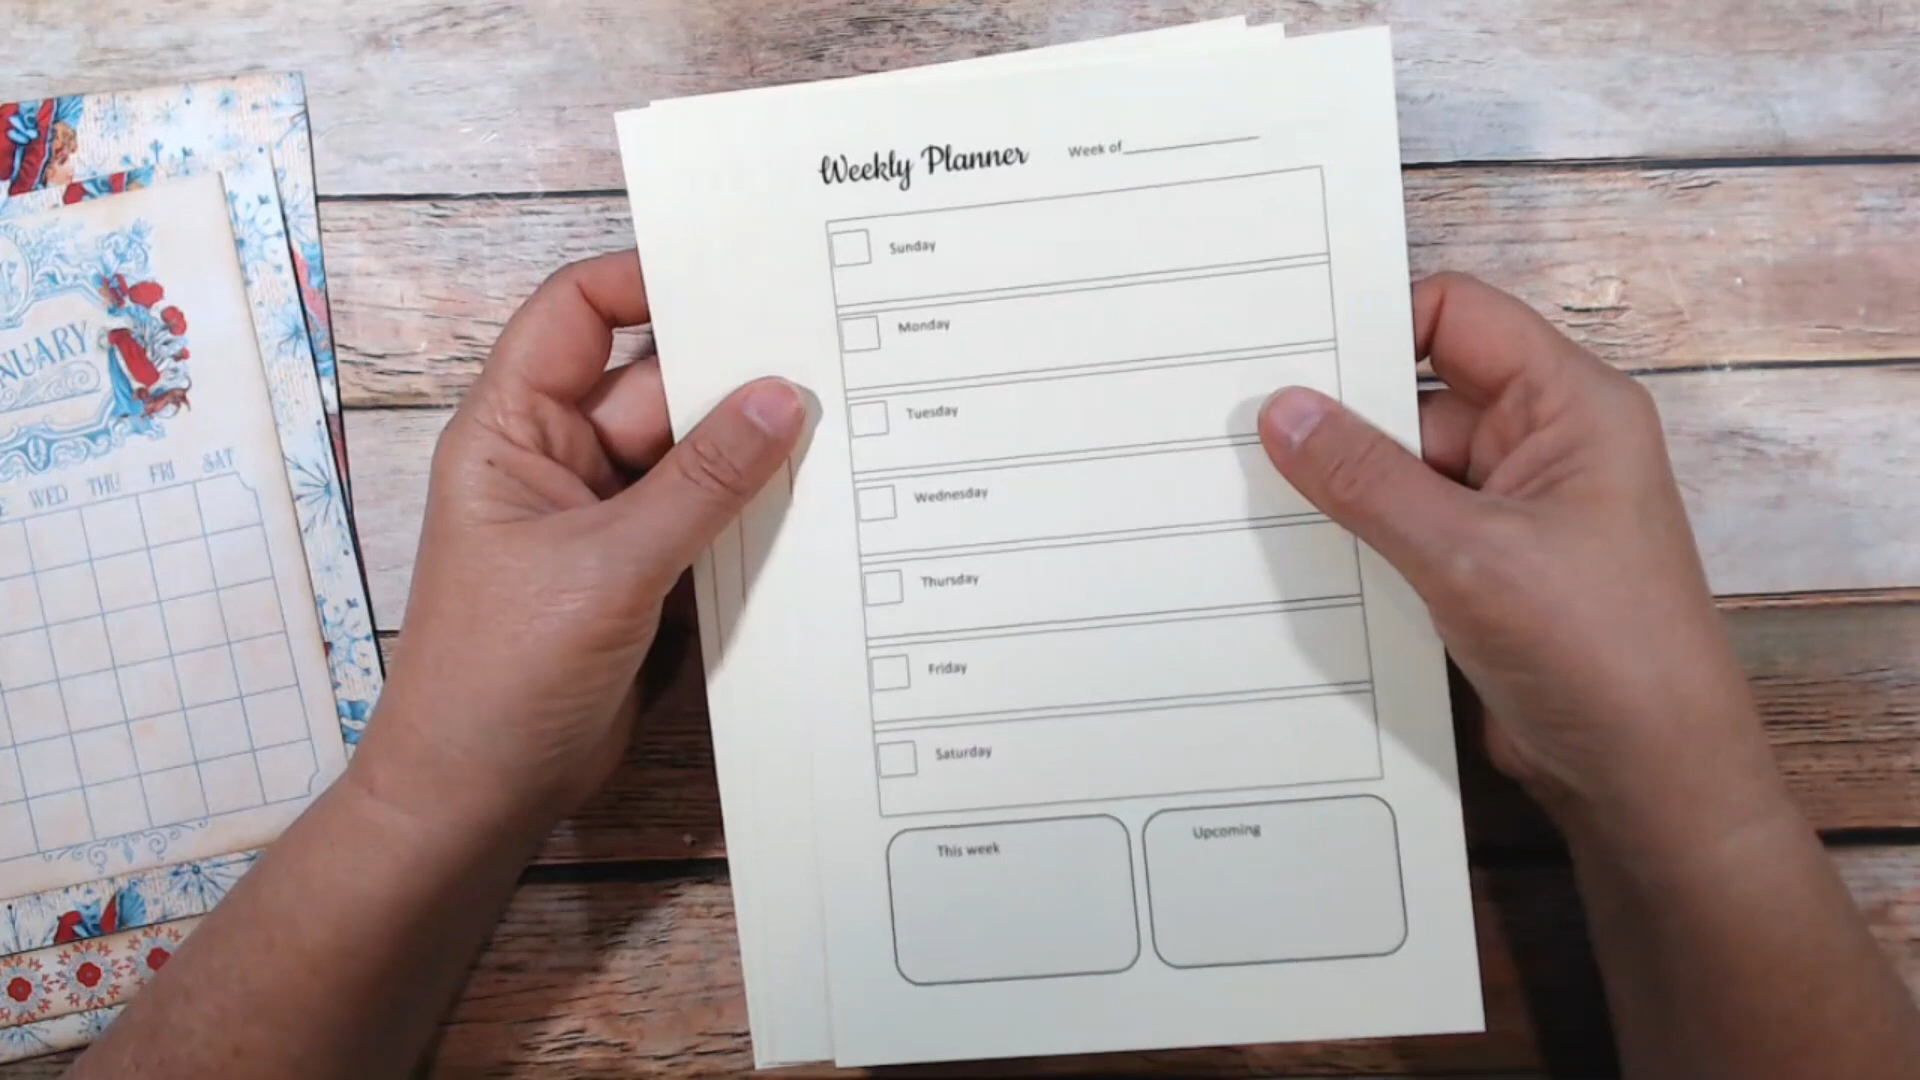 Weekly Planner Week of
Sunday
Monday
Tuesday
Wednesday
Thursday
Friday
Saturday
This week
Upcoming
NUARY
E WED THU FRI SAT